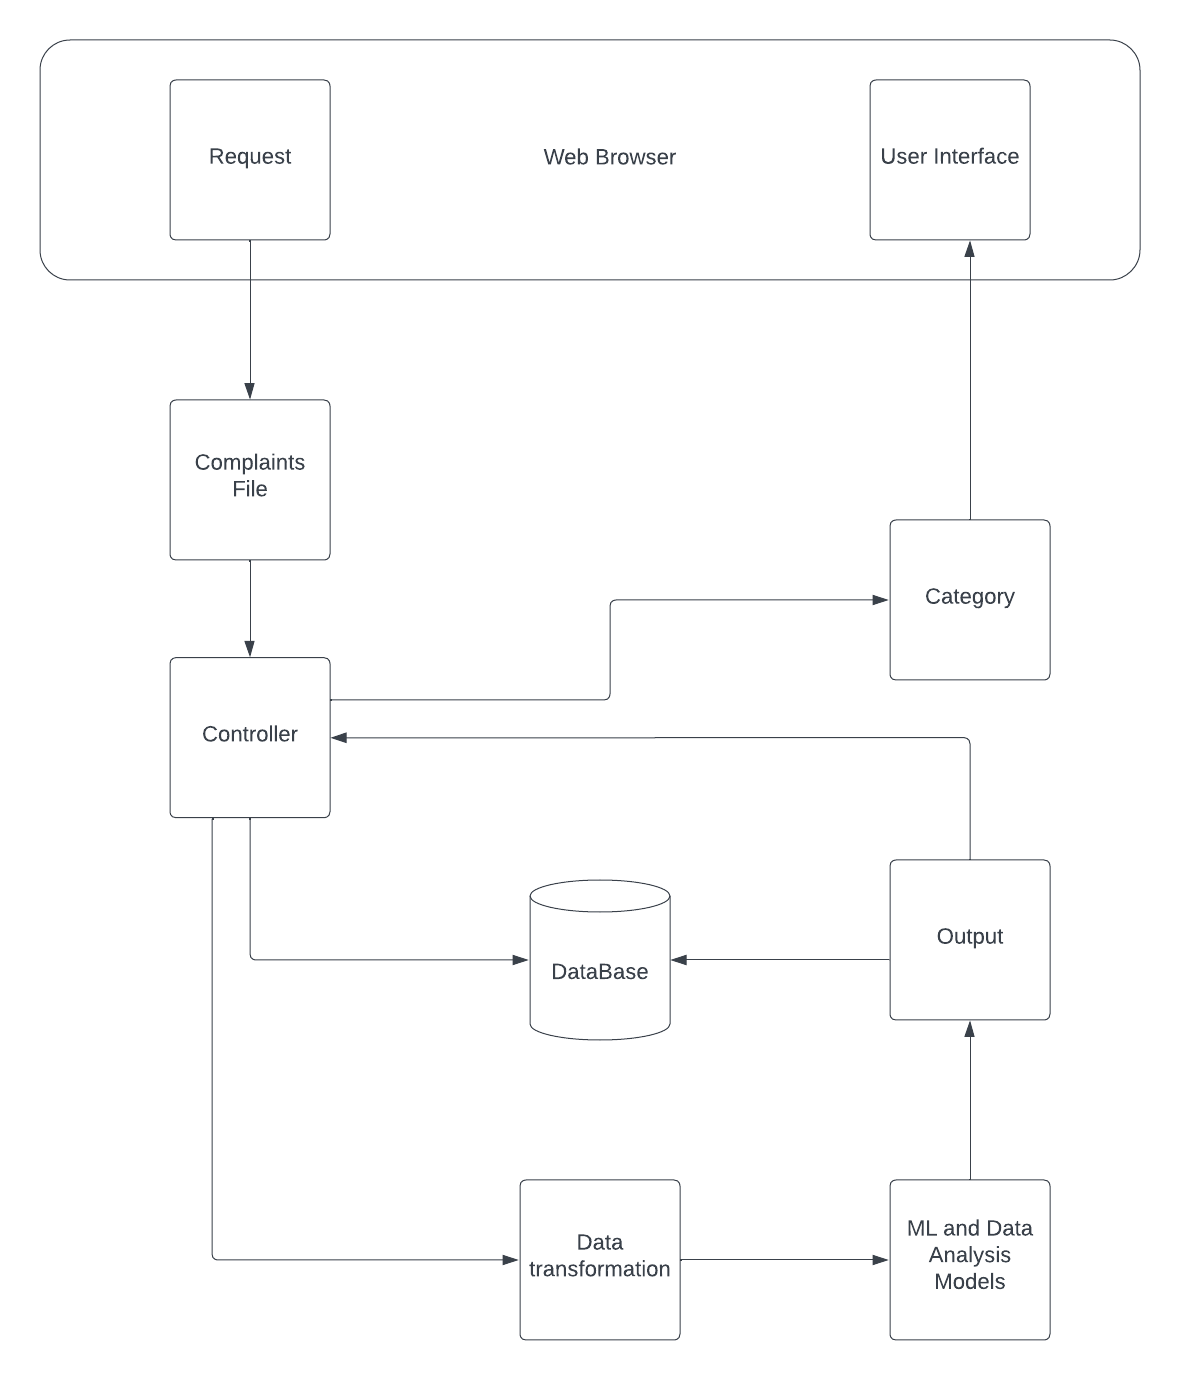 Request
Web Browser
User Interface
Complaints
File
Category
Controller
Output
DataBase
Data
transformation
ML and Data
Analysis
Models